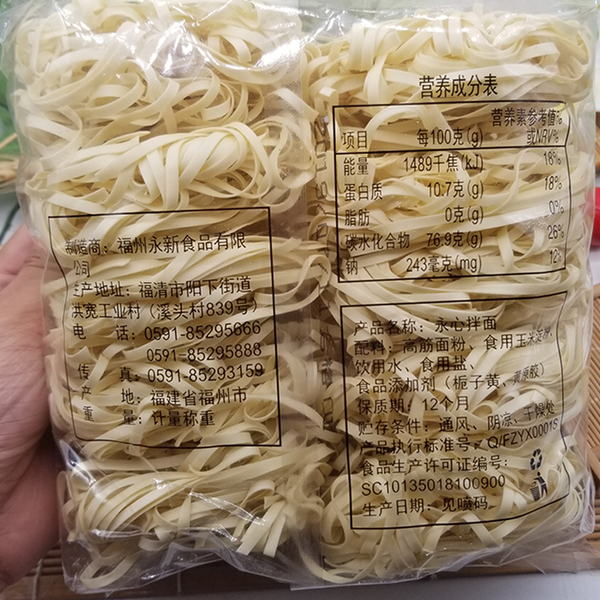 营养成分表
项目 每100克(g) 营养素参考值%或NRV%
能量 1489千焦(kJ) 18%
蛋白质 10.7克(g) 18%
脂肪 0克(g) 0%
碳水化合物 76.9克(g) 26%
钠 243毫克(mg) 12%
制造商：福州永新食品有限
公司
生产地址：福清市阳下街道
洪宽工业村（溪头村839号）
电 话：0591-85295666
0591-85295888
传 真：0591-85293159
产 地：福建省福州市
重 量：计量称重
产品名称：永心拌面
配料：高筋面粉、食用玉米淀粉、
饮用水、食用盐、
食品添加剂（栀子黄、黄原胶）
保质期：12个月
贮存条件：通风、阴凉、干燥处
产品执行标准号：Q/FZYX0001S
食品生产许可证编号：
SC10135018100900
生产日期：见喷码